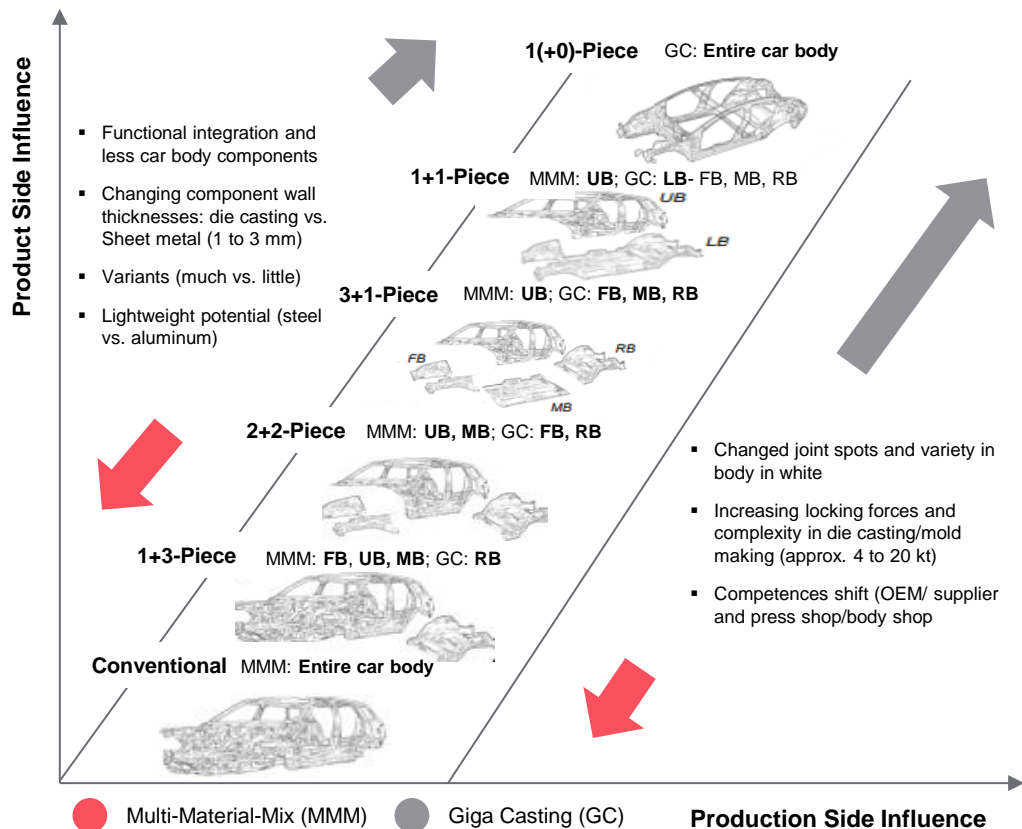 Product Side Influence
1(+0)-Piece GC: Entire car body
▪ Functional integration and
less car body components
▪ Changing component wall
thicknesses: die casting vs.
Sheet metal (1 to 3 mm)
▪ Variants (much vs. little)
▪ Lightweight potential (steel
vs. aluminum)
1+1-Piece MMM: UB; GC: LB- FB, MB, RB
UB
LB
3+1-Piece MMM: UB; GC: FB, MB, RB
FB
RB
MB
2+2-Piece MMM: UB, MB; GC: FB, RB
1+3-Piece MMM: FB, UB, MB; GC: RB
Conventional MMM: Entire car body
▪ Changed joint spots and variety in
body in white
▪ Increasing locking forces and
complexity in die casting/mold
making (approx. 4 to 20 kt)
▪ Competences shift (OEM/ supplier
and press shop/body shop
Multi-Material-Mix (MMM) Giga Casting (GC)
Production Side Influence